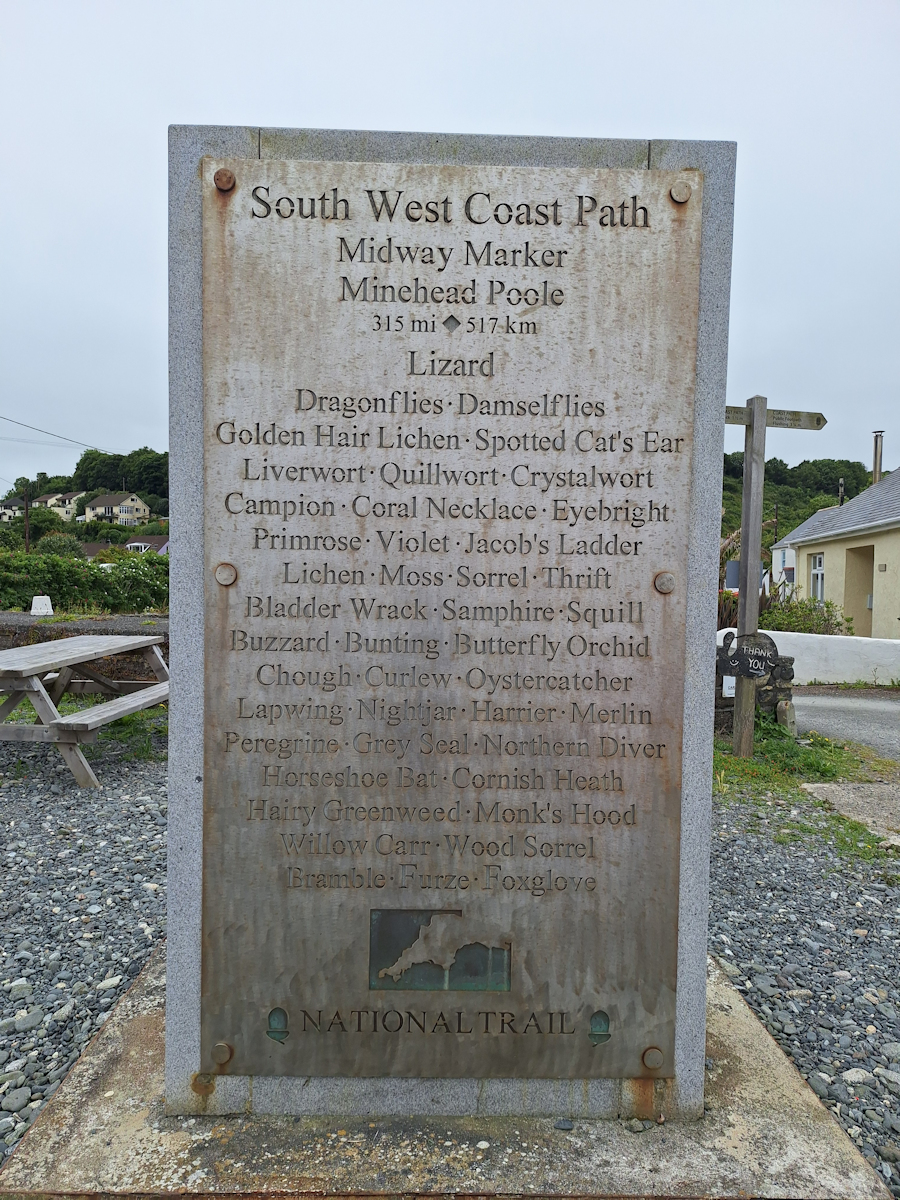 South West Coast Path
Midway Marker
Minehead Poole
315 mi ◆ 517 km
Lizard
Dragonflies · Damselflies
Golden Hair Lichen · Spotted Cat's Ear
Liverwort · Quillwort · Crystalwort
Campion · Coral Necklace · Eyebright
Primrose · Violet · Jacob's Ladder
Lichen · Moss · Sorrel · Thrift
Bladder Wrack · Samphire · Squill
Buzzard · Bunting · Butterfly Orchid
Chough · Curlew · Oystercatcher
Lapwing · Nightjar · Harrier · Merlin
Peregrine · Grey Seal · Northern Diver
Horseshoe Bat · Cornish Heath
Hairy Greenweed · Monk's Hood
Willow Carr · Wood Sorrel
Bramble · Furze · Foxglove
NATIONAL TRAIL
THANK
YOU